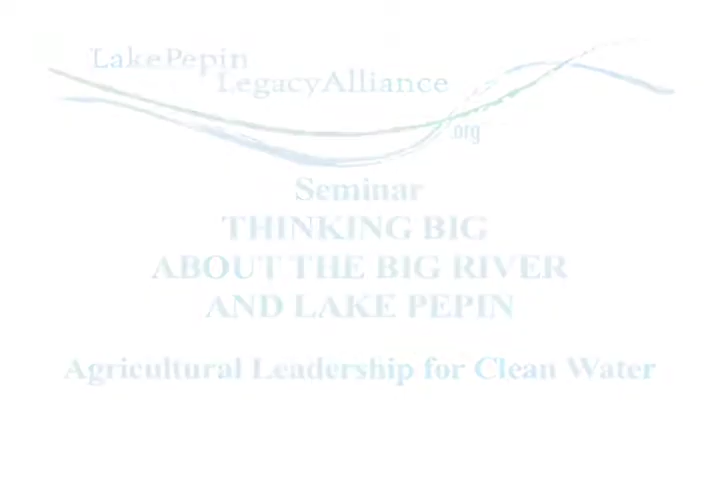 LakePepin
LegacyAlliance
.org
Seminar
THINKING BIG
ABOUT THE BIG RIVER
AND LAKE PEPIN
Agricultural Leadership for Clean Water